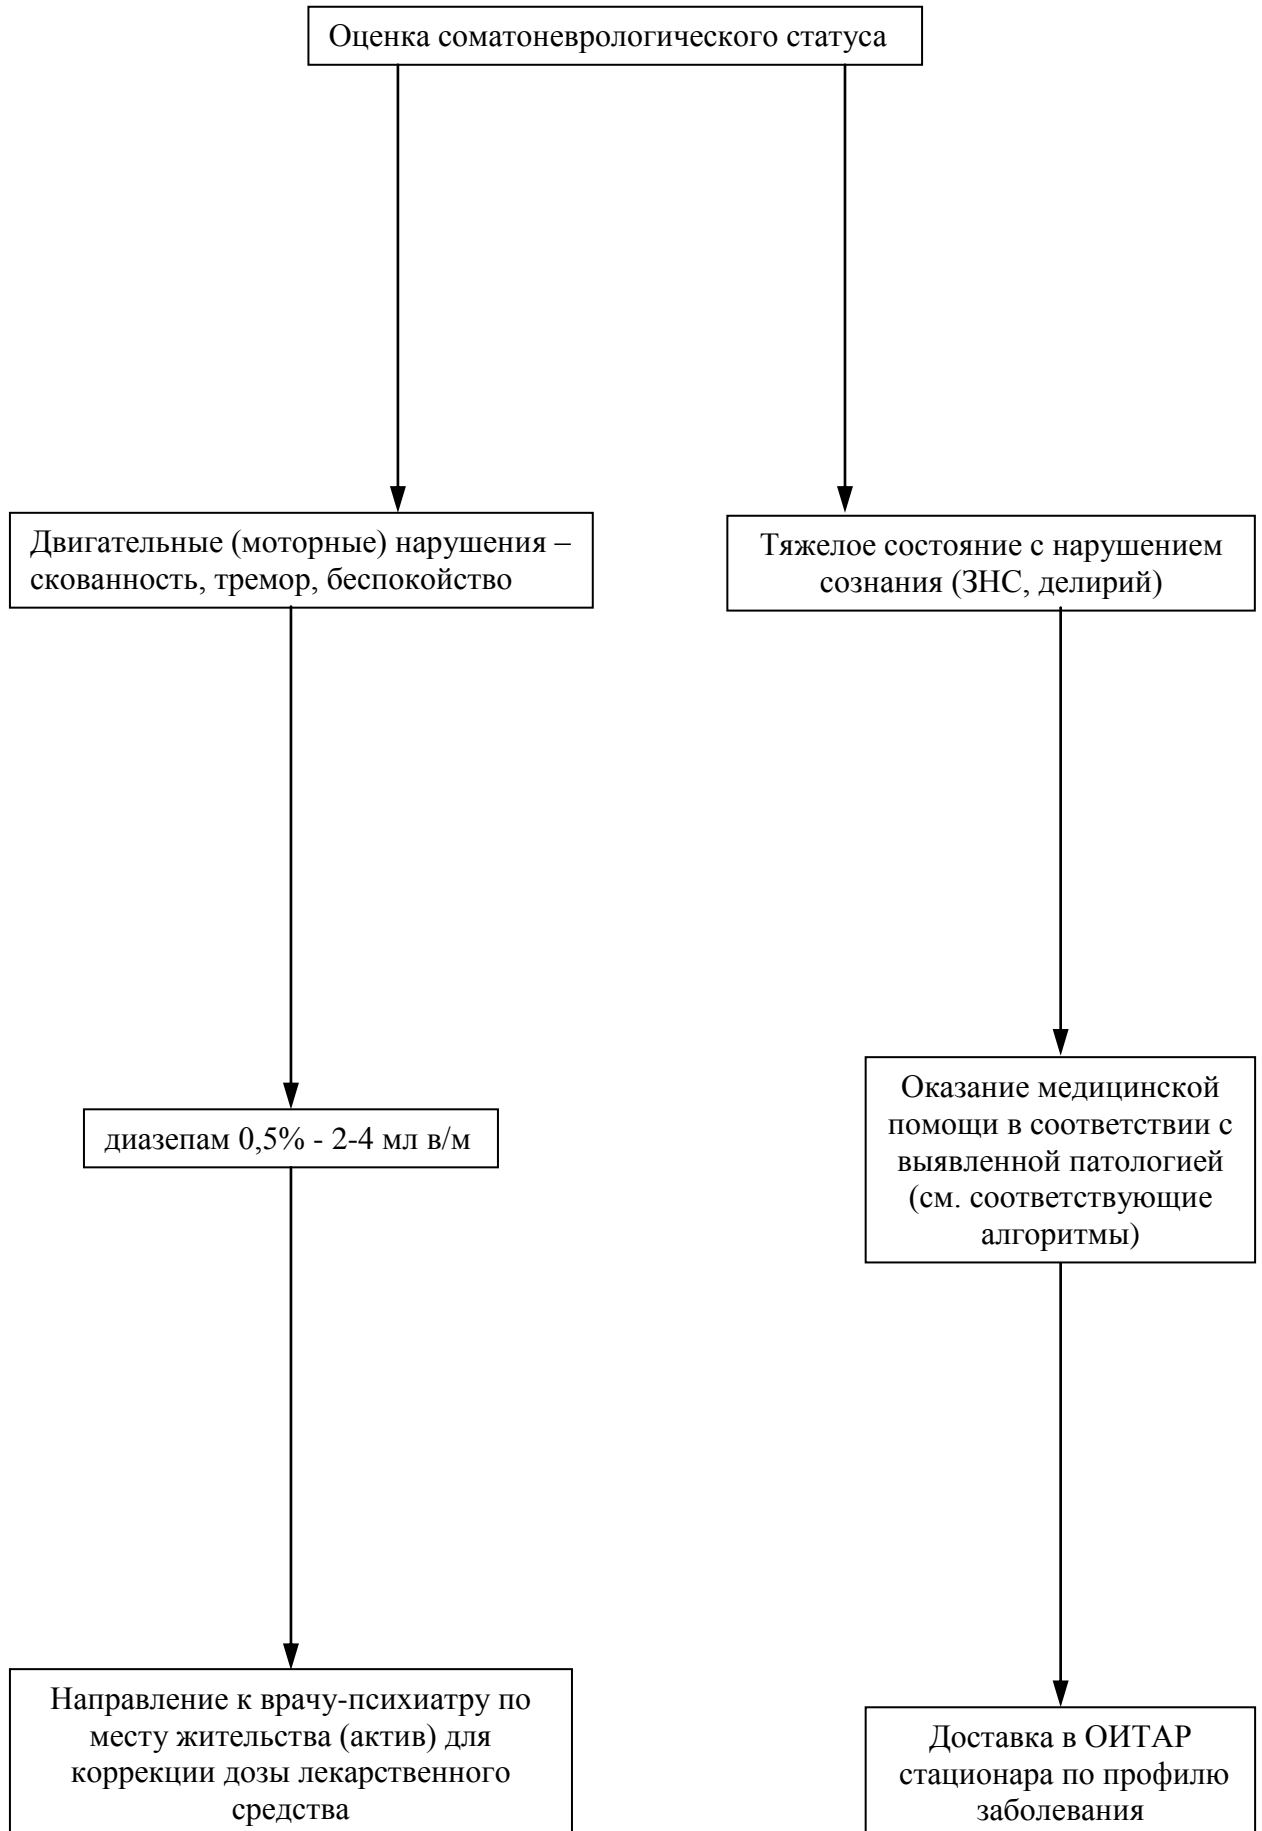 Оценка соматоневрологического статуса
Двигательные (моторные) нарушения –
скованность, тремор, беспокойство
Тяжелое состояние с нарушением
сознания (ЗНС, делирий)
диазепам 0,5% - 2-4 мл в/м
Оказание медицинской
помощи в соответствии с
выявленной патологией
(см. соответствующие
алгоритмы)
Направление к врачу-психиатру по
месту жительства (актив) для
коррекции дозы лекарственного
средства
Доставка в ОИТАР
стационара по профилю
заболевания